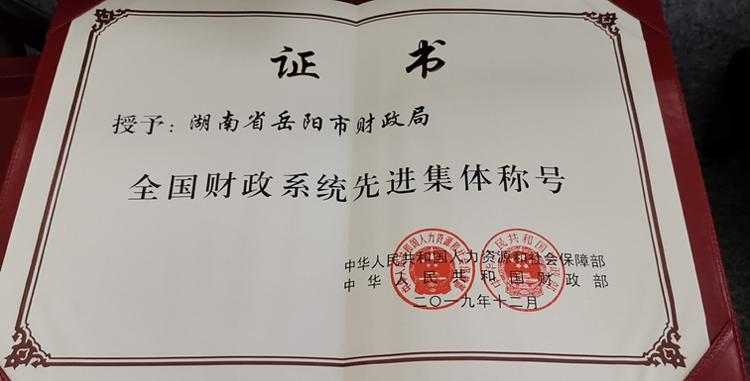 证书
授予：湖南省岳阳市财政局
全国财政系统先进集体称号
中华人民共和国人力资源和社会保障部
中华人民共和国财政部
二〇一九年十二月